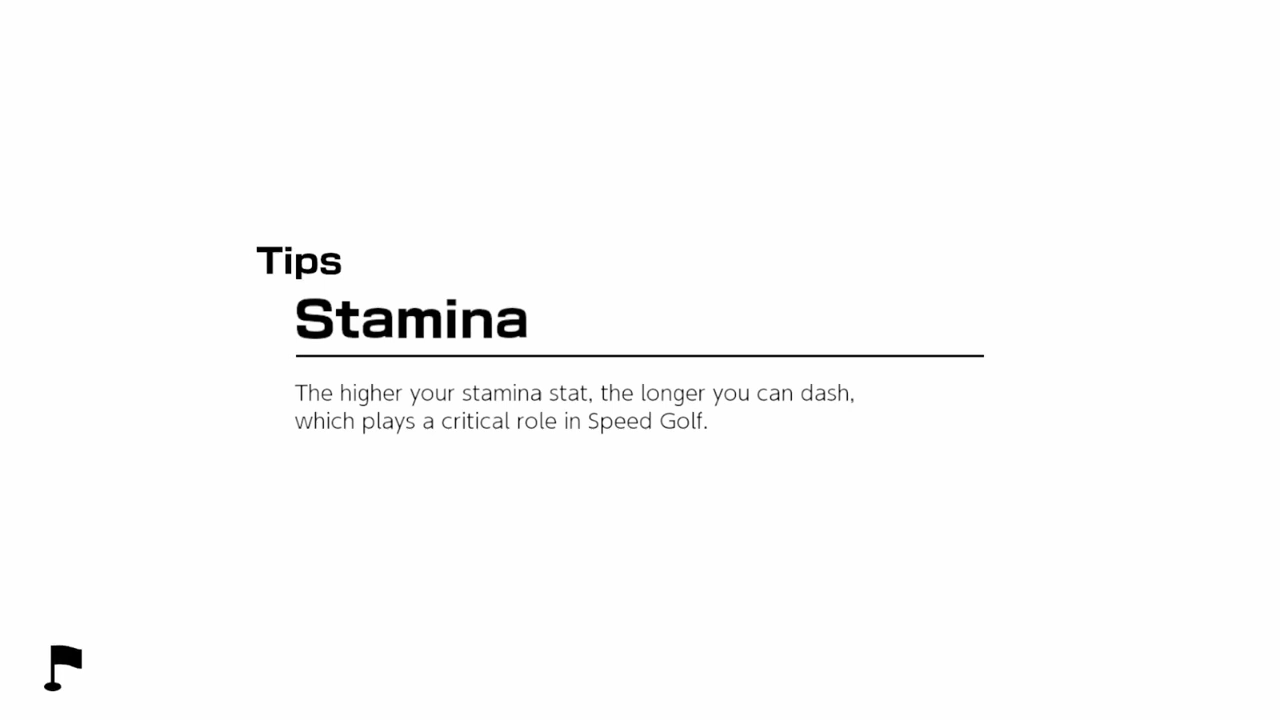 Tips
Stamina
The higher your stamina stat, the longer you can dash,
which plays a critical role in Speed Golf.